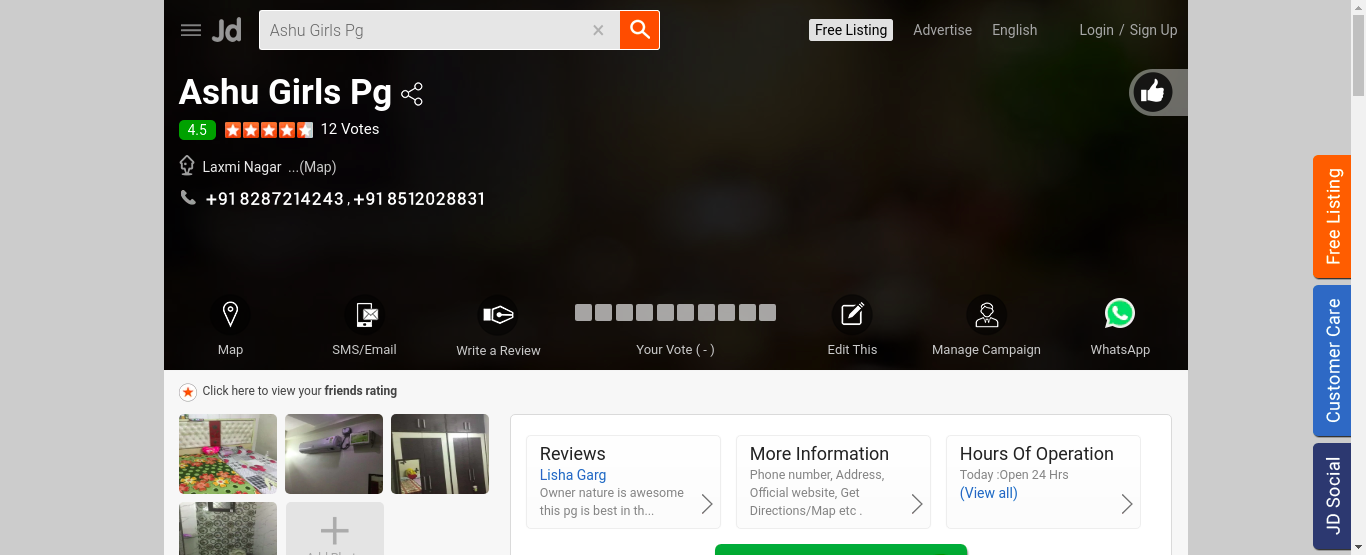 Jd
Ashu Girls Pg
Free Listing
Advertise
English
Login / Sign Up
Ashu Girls Pg
4.5
12 Votes
Laxmi Nagar ...(Map)
+91 8287214243 , +91 8512028831
Map
SMS/Email
Write a Review
Your Vote ( - )
Edit This
Manage Campaign
WhatsApp
Click here to view your friends rating
Reviews
Lisha Garg
Owner nature is awesome
this pg is best in th...
More Information
Phone number, Address,
Official website, Get
Directions/Map etc .
Hours Of Operation
Today :Open 24 Hrs
(View all)
Free Listing
Customer Care
JD Social